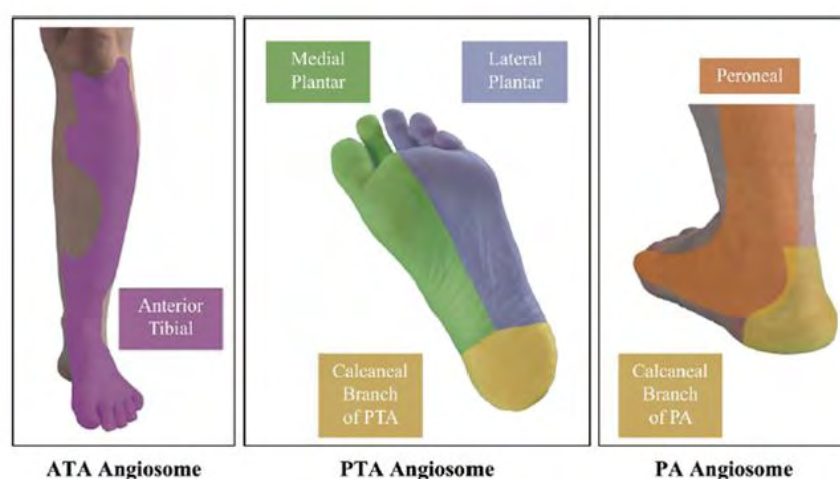 Medial
Plantar
Lateral
Plantar
Peroneal
Anterior
Tibial
Calcaneal
Branch
of PTA
Calcaneal
Branch
of PA
ATA Angiosome
PTA Angiosome
PA Angiosome